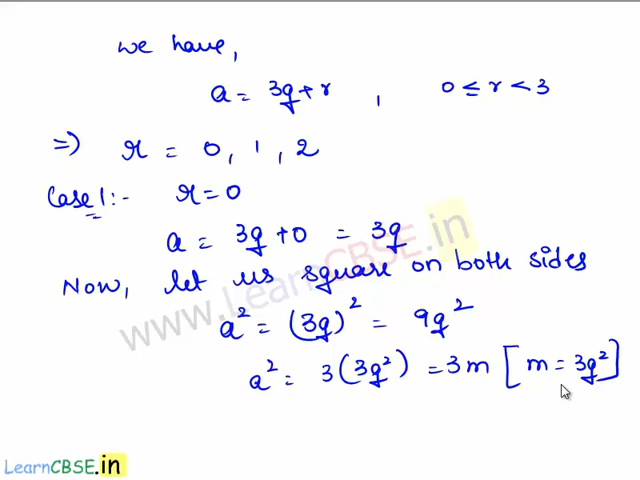 we have,
a = 3q + r , 0 ≤ r < 3
=) r = 0, 1, 2
Case 1:- r = 0
a = 3q + 0 = 3q
Now, let us square on both sides
a² = (3q)² = 9q²
a² = 3(3q²) = 3m [m = 3q²]
www.LearnCBSE.in
LearnCBSE.in